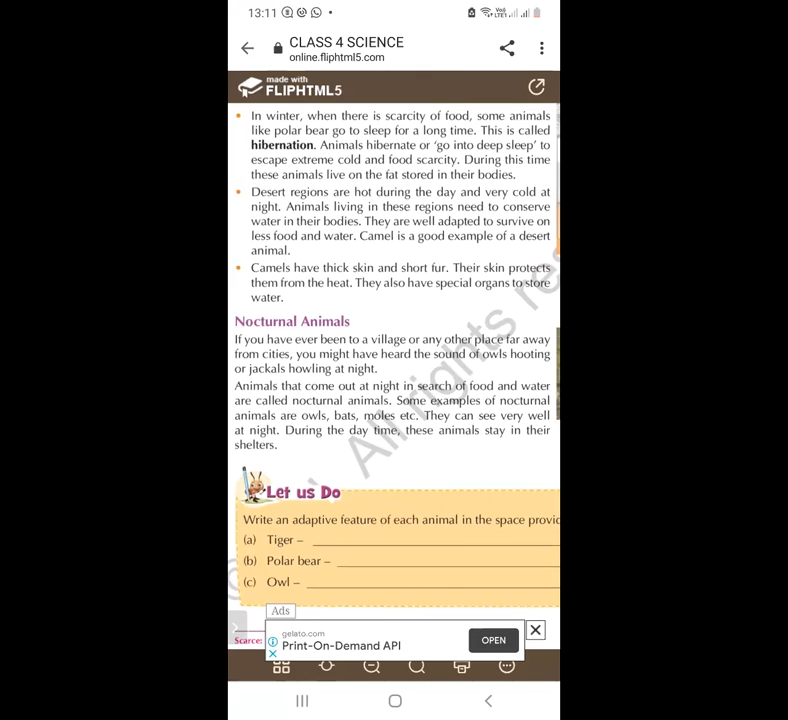 13:11
CLASS 4 SCIENCE
online.fliphtml5.com
made with
FLIPHTML5
• In winter, when there is scarcity of food, some animals
like polar bear go to sleep for a long time. This is called
hibernation. Animals hibernate or 'go into deep sleep' to
escape extreme cold and food scarcity. During this time
these animals live on the fat stored in their bodies.
• Desert regions are hot during the day and very cold at
night. Animals living in these regions need to conserve
water in their bodies. They are well adapted to survive on
less food and water. Camel is a good example of a desert
animal.
• Camels have thick skin and short fur. Their skin protects
them from the heat. They also have special organs to store
water.
Nocturnal Animals
If you have ever been to a village or any other place far away
from cities, you might have heard the sound of owls hooting
or jackals howling at night.
Animals that come out at night in search of food and water
are called nocturnal animals. Some examples of nocturnal
animals are owls, bats, moles etc. They can see very well
at night. During the day time, these animals stay in their
shelters.
All rights res
Let us Do
Write an adaptive feature of each animal in the space provid
(a) Tiger –
(b) Polar bear –
(c) Owl –
Ads
Scarce:
gelato.com
Print-On-Demand API
OPEN